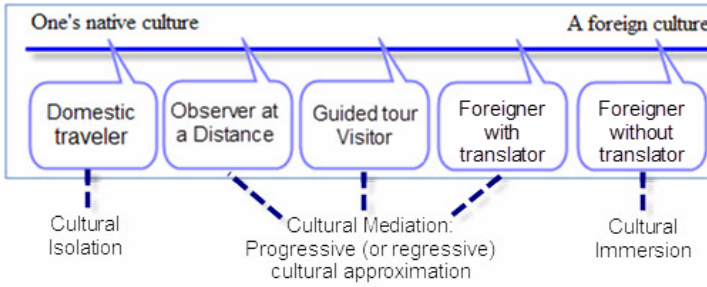 One's native culture
A foreign culture
Domestic
traveler
Observer at
a Distance
Guided tour
Visitor
Foreigner
with
translator
Foreigner
without
translator
Cultural
Isolation
Cultural Mediation:
Progressive (or regressive)
cultural approximation
Cultural
Immersion